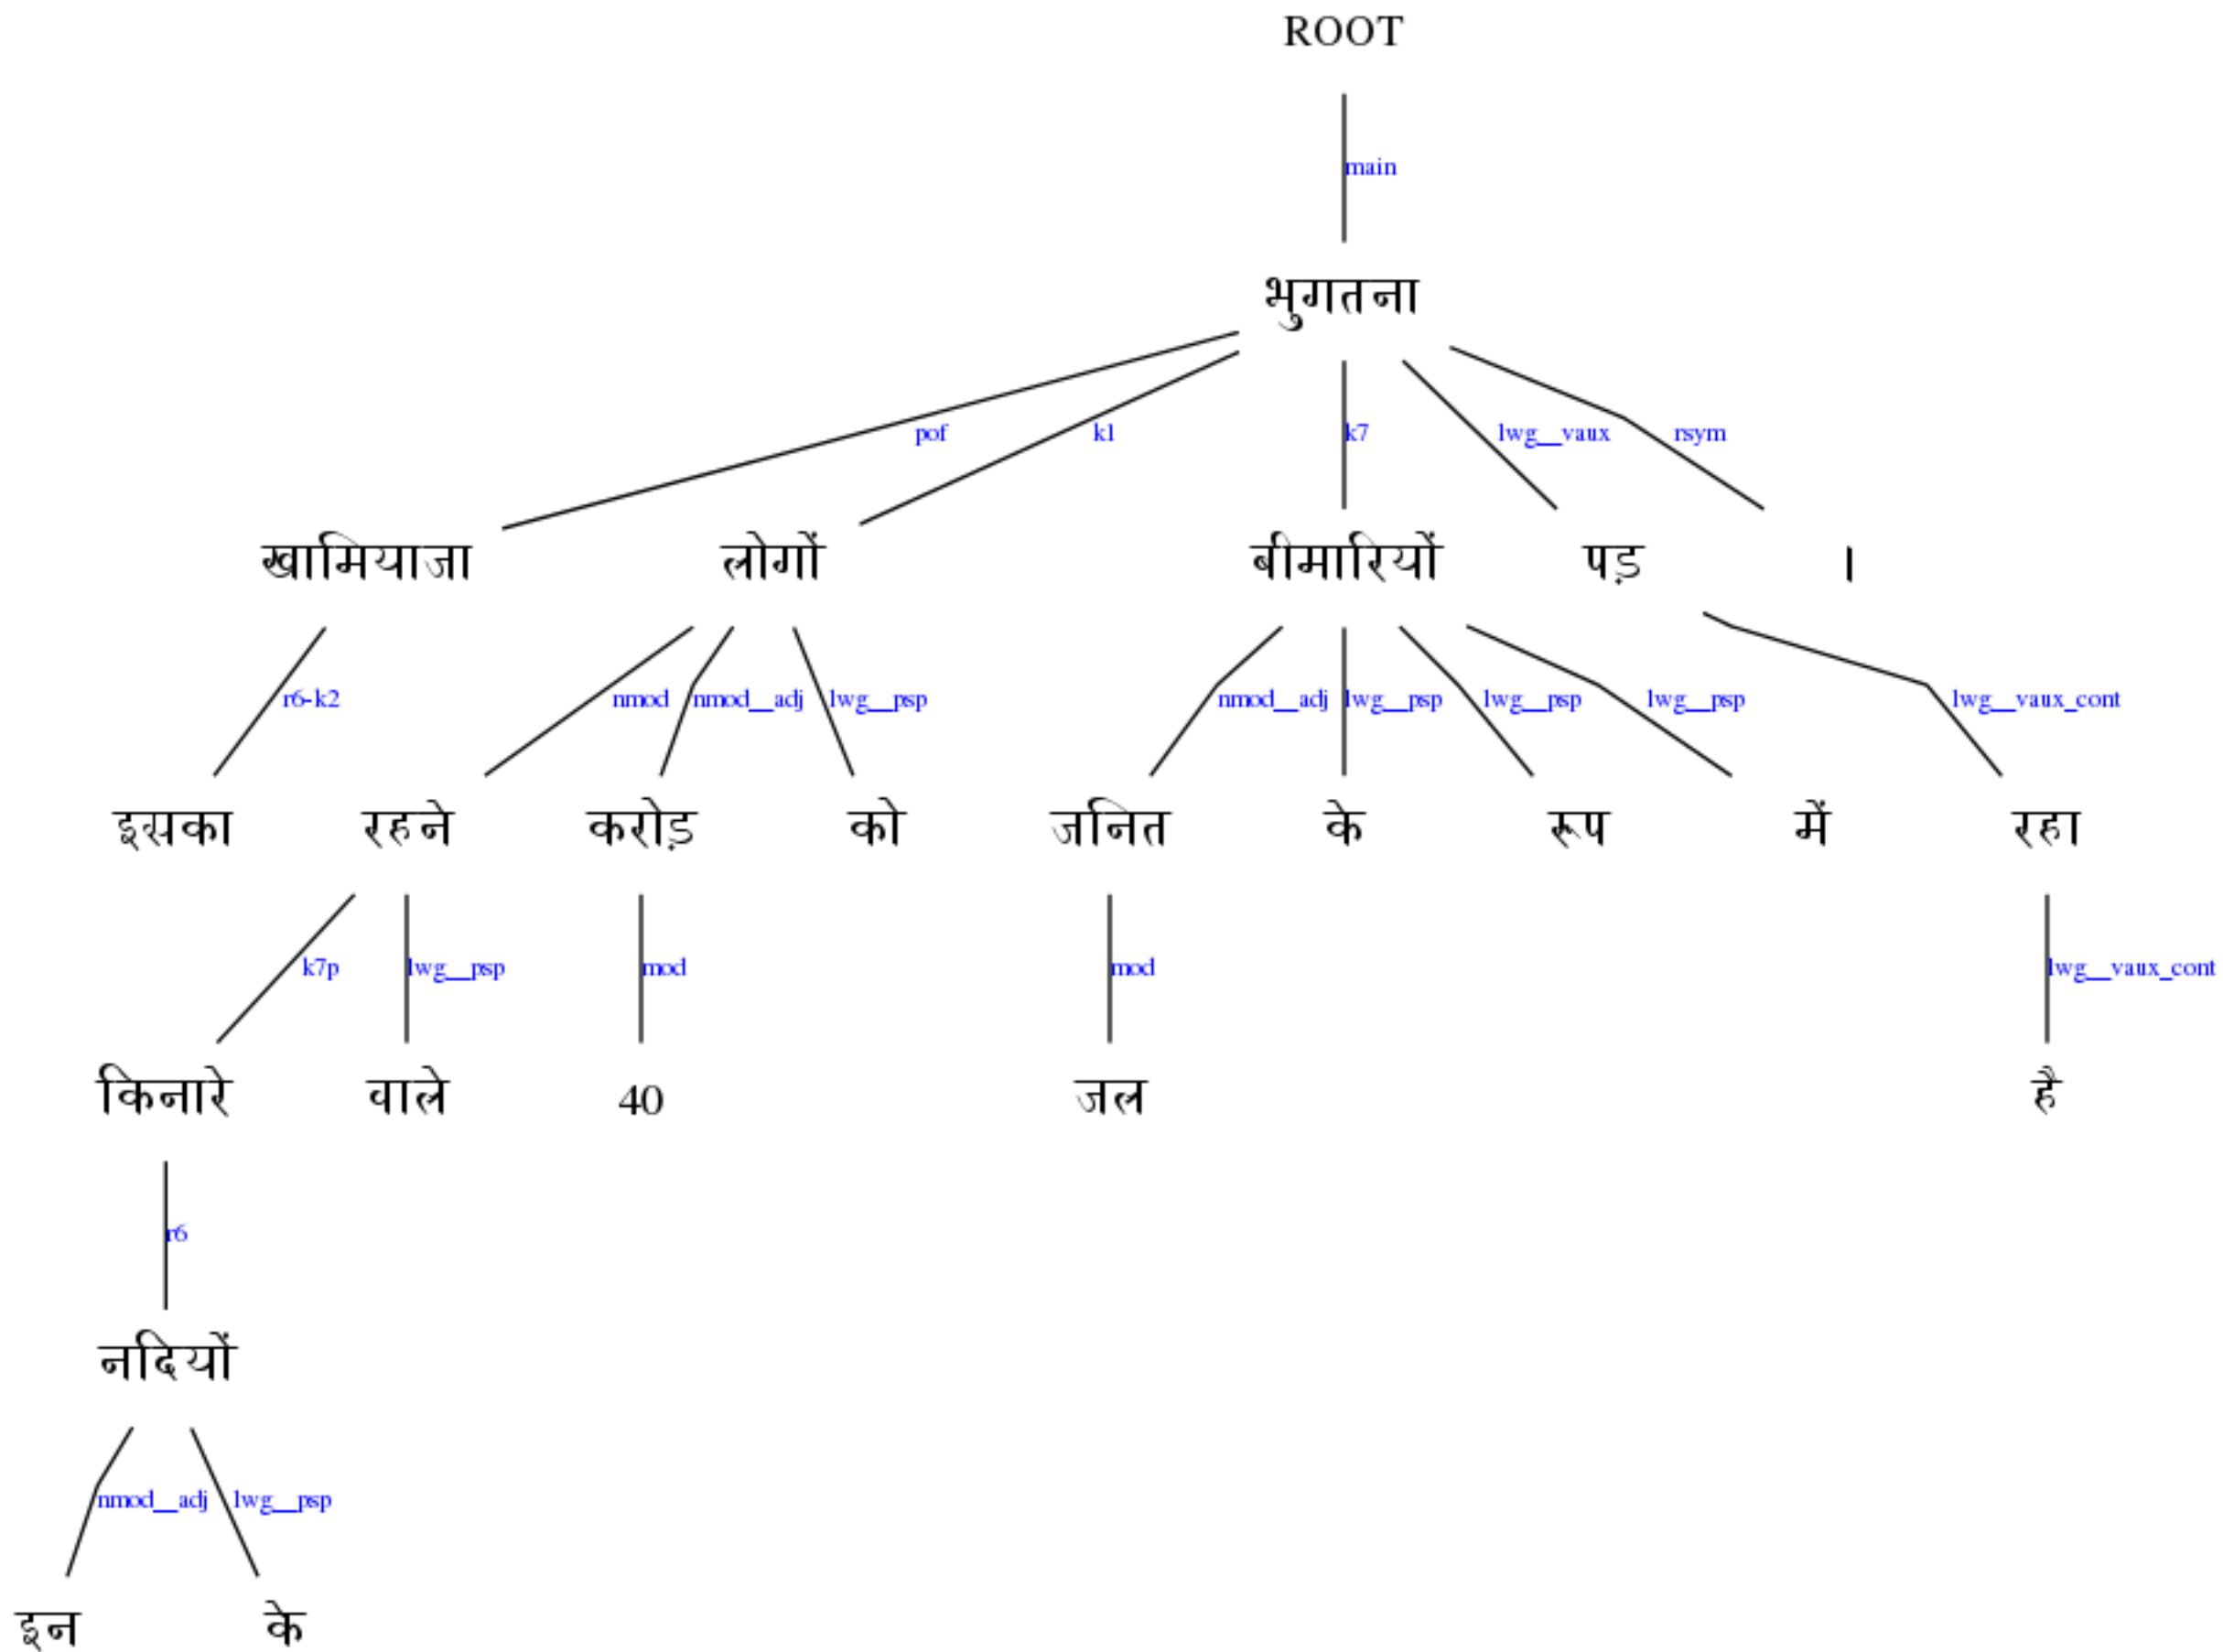 ROOT
main
भुगतना
pof k1 k7 lwg__vaux rsym
खामियाजा लोगों बीमारियों पड़ ।
r6-k2 nmod nmod__adj lwg__psp nmod__adj lwg__psp lwg__psp lwg__psp lwg__vaux_cont
इसका रहने करोड़ को जनित के रूप में रहा
k7p lwg__psp mod mod lwg__vaux_cont
किनारे वाले 40 जल है
r6
नदियों
nmod__adj lwg__psp
इन के